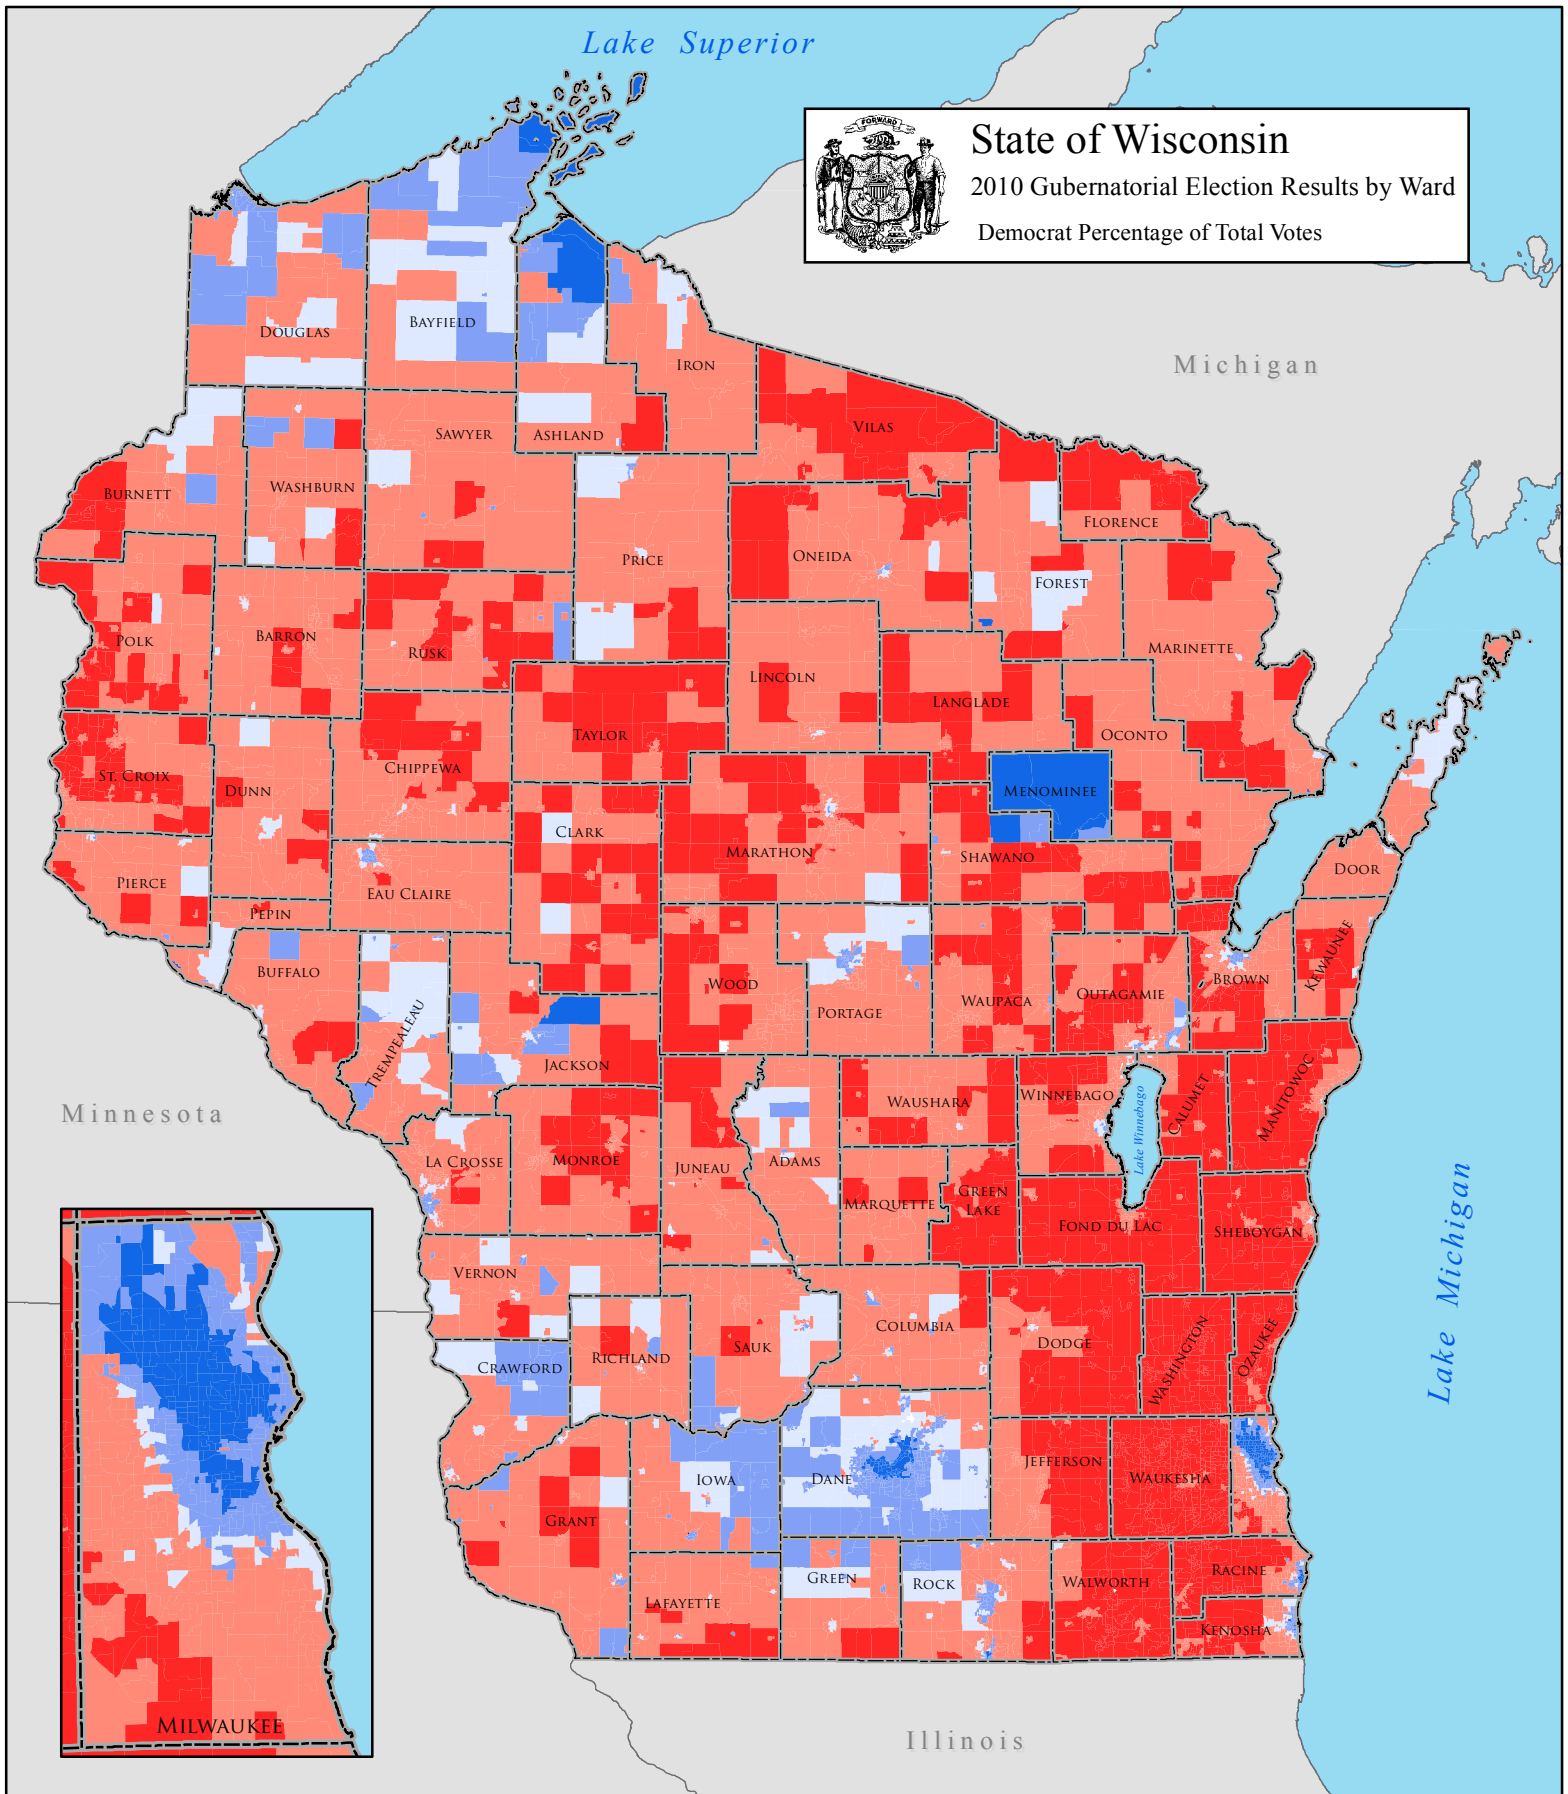 Lake Superior
FORWARD
State of Wisconsin
2010 Gubernatorial Election Results by Ward
Democrat Percentage of Total Votes
Michigan
DOUGLAS
BAYFIELD
IRON
SAWYER
ASHLAND
VILAS
BURNETT
WASHBURN
FLORENCE
PRICE
ONEIDA
FOREST
POLK
BARRON
RUSK
MARINETTE
LINCOLN
LANGLADE
TAYLOR
OCONTO
ST. CROIX
CHIPPEWA
DUNN
MENOMINEE
CLARK
MARATHON
SHAWANO
DOOR
PIERCE
EAU CLAIRE
PEPIN
BUFFALO
WOOD
PORTAGE
WAUPACA
OUTAGAMIE
BROWN
KEWAUNEE
TREMPEALEAU
JACKSON
Minnesota
WAUSHARA
WINNEBAGO
Lake Winnebago
CALUMET
MANITOWOC
LA CROSSE
MONROE
JUNEAU
ADAMS
MARQUETTE
GREEN
LAKE
FOND DU LAC
SHEBOYGAN
Lake Michigan
VERNON
COLUMBIA
DODGE
WASHINGTON
OZAUKEE
CRAWFORD
RICHLAND
SAUK
IOWA
DANE
JEFFERSON
WAUKESHA
GRANT
LAFAYETTE
GREEN
ROCK
WALWORTH
RACINE
KENOSHA
MILWAUKEE
Illinois